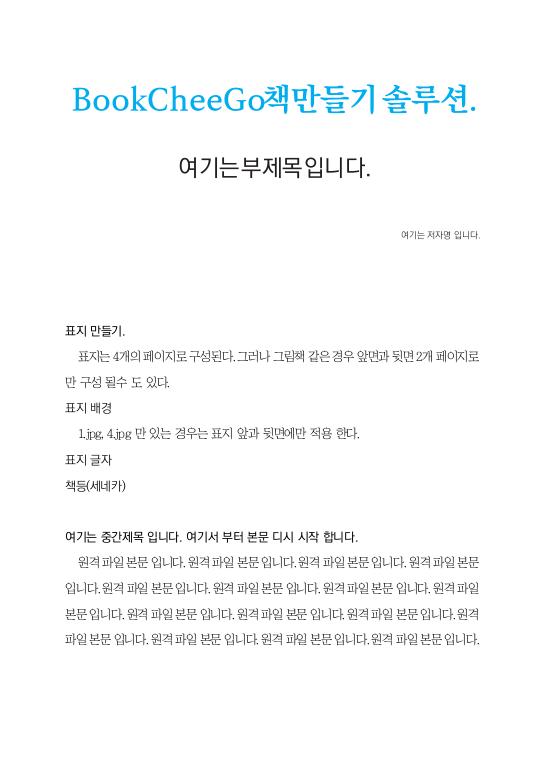 BookCheeGo책만들기 솔루션.
여기는부제목입니다.
여기는 저자명 입니다.
표지 만들기.
표지는 4개의 페이지로 구성된다. 그러나 그림책 같은 경우 앞면과 뒷면 2개 페이지로
만 구성 될수 도 있다.
표지 배경
1.jpg, 4.jpg 만 있는 경우는 표지 앞과 뒷면에만 적용 한다.
표지 글자
책등(세네카)
여기는 중간제목 입니다. 여기서 부터 본문 디시 시작 합니다.
원격 파일 본문 입니다. 원격 파일 본문 입니다. 원격 파일 본문 입니다. 원격 파일 본문
입니다. 원격 파일 본문 입니다. 원격 파일 본문 입니다. 원격 파일 본문 입니다. 원격 파일
본문 입니다. 원격 파일 본문 입니다. 원격 파일 본문 입니다. 원격 파일 본문 입니다. 원격
파일 본문 입니다. 원격 파일 본문 입니다. 원격 파일 본문 입니다. 원격 파일 본문 입니다.